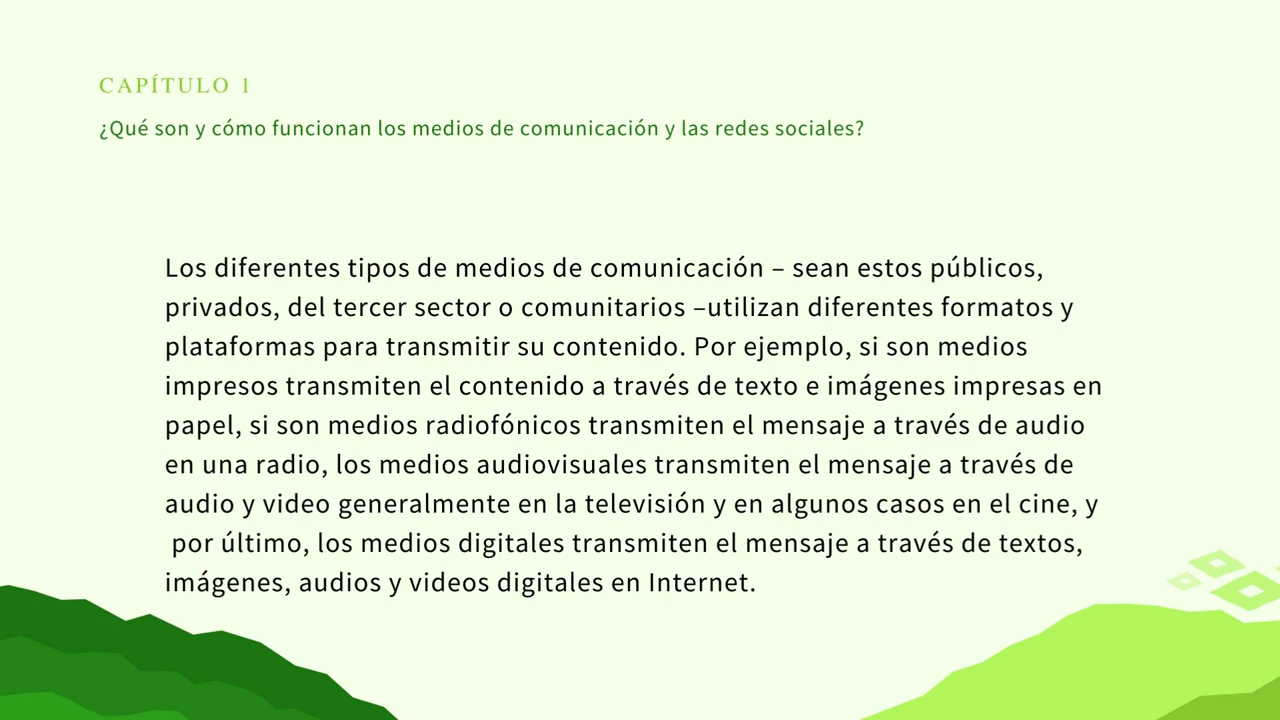 CAPÍTULO 1
¿Qué son y cómo funcionan los medios de comunicación y las redes sociales?
Los diferentes tipos de medios de comunicación – sean estos públicos,
privados, del tercer sector o comunitarios –utilizan diferentes formatos y
plataformas para transmitir su contenido. Por ejemplo, si son medios
impresos transmiten el contenido a través de texto e imágenes impresas en
papel, si son medios radiofónicos transmiten el mensaje a través de audio
en una radio, los medios audiovisuales transmiten el mensaje a través de
audio y video generalmente en la televisión y en algunos casos en el cine, y
por último, los medios digitales transmiten el mensaje a través de textos,
imágenes, audios y videos digitales en Internet.